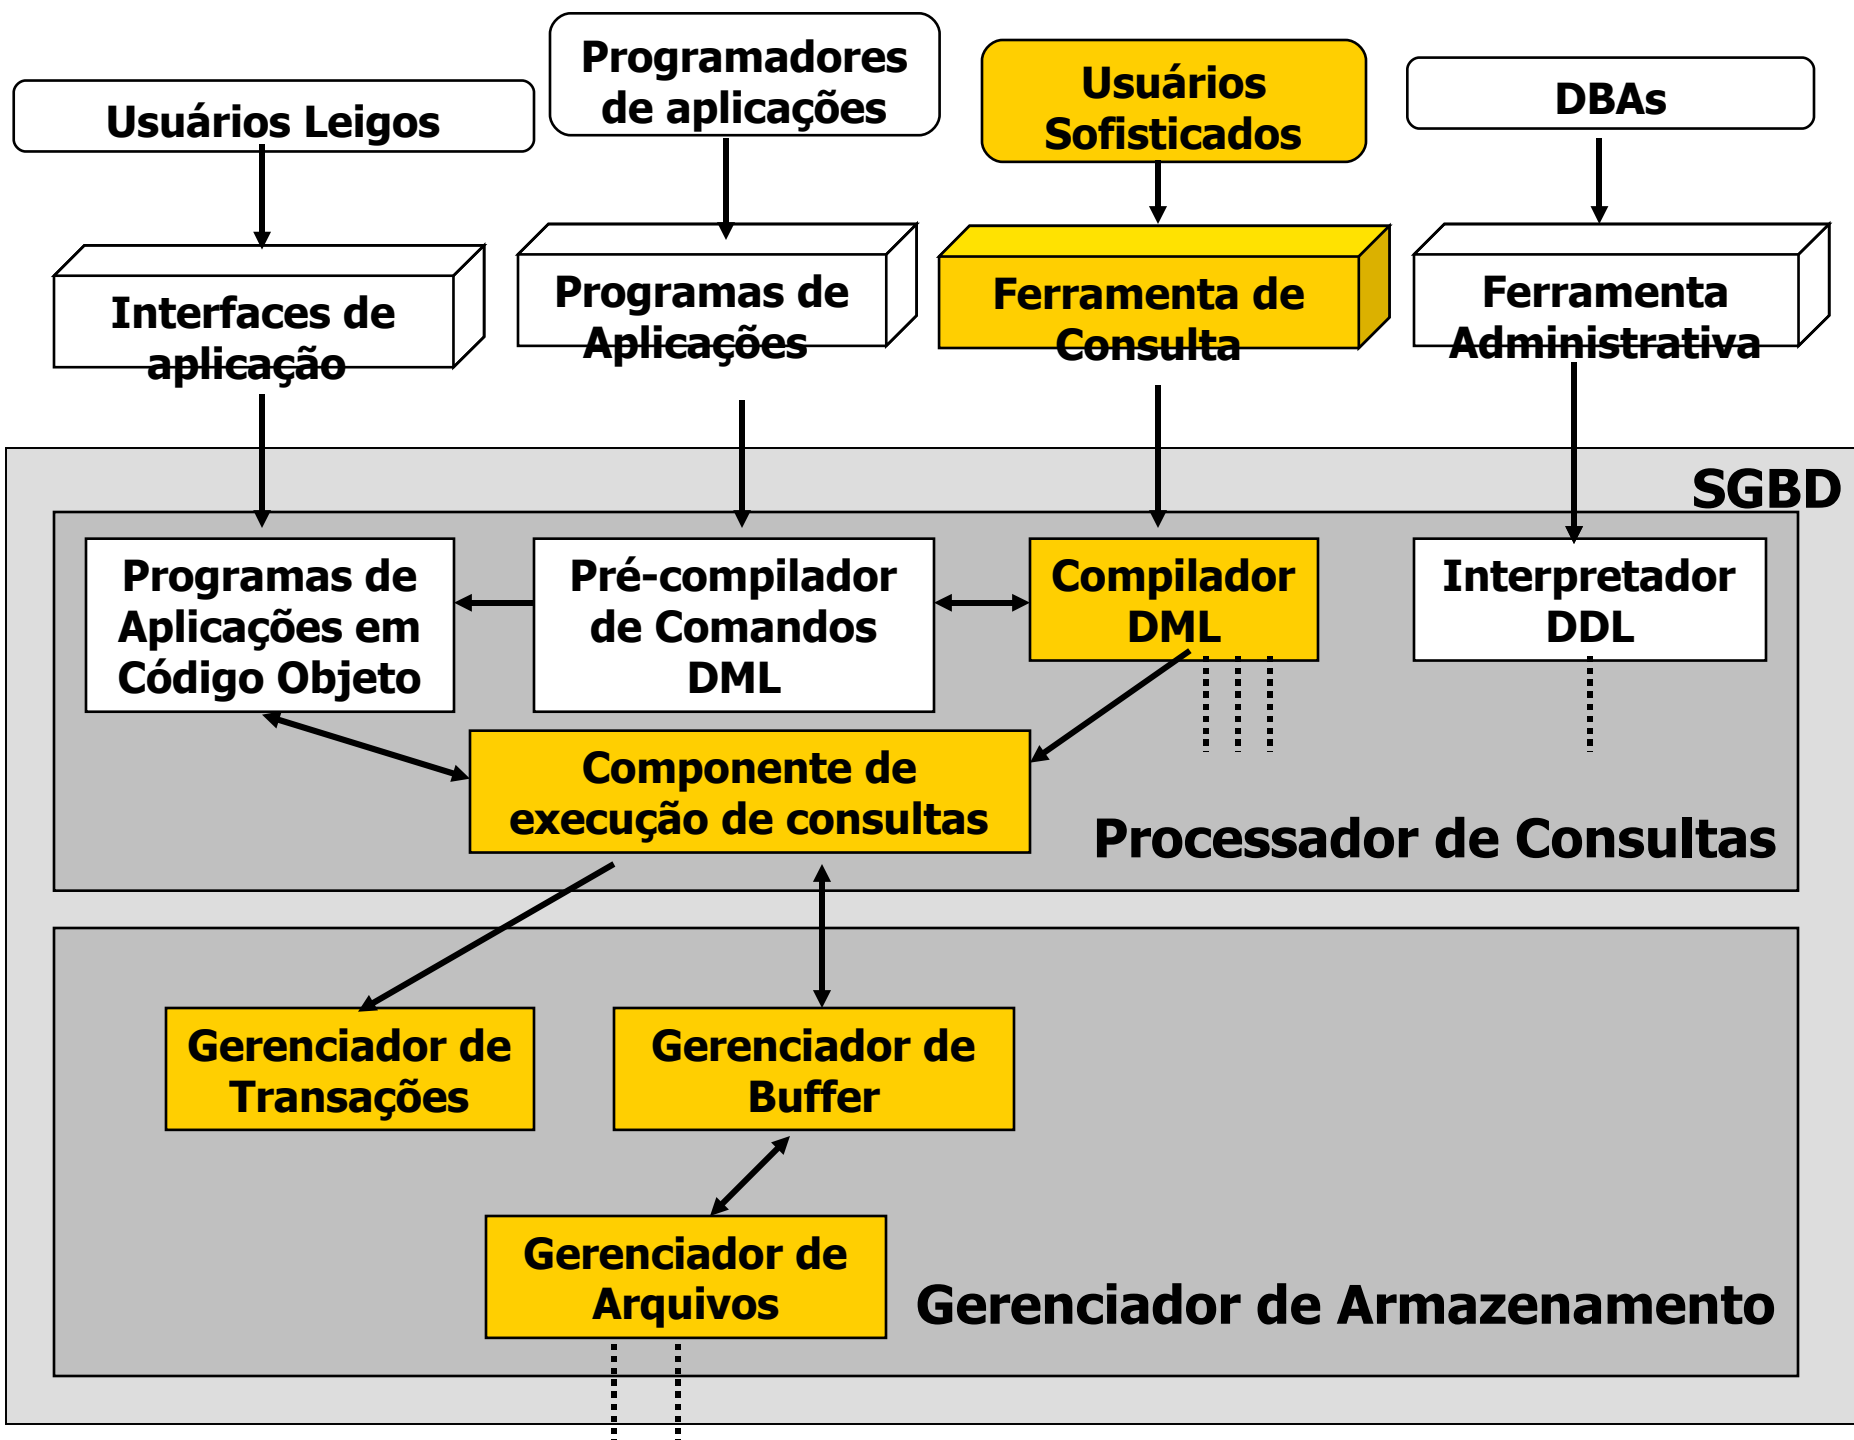 Usuários Leigos
Programadores
de aplicações
Usuários
Sofisticados
DBAs
Interfaces de
aplicação
Programas de
Aplicações
Ferramenta de
Consulta
Ferramenta
Administrativa
SGBD
Programas de
Aplicações em
Código Objeto
Pré-compilador
de Comandos
DML
Compilador
DML
Interpretador
DDL
Componente de
execução de consultas
Processador de Consultas
Gerenciador de
Transações
Gerenciador de
Buffer
Gerenciador de
Arquivos
Gerenciador de Armazenamento